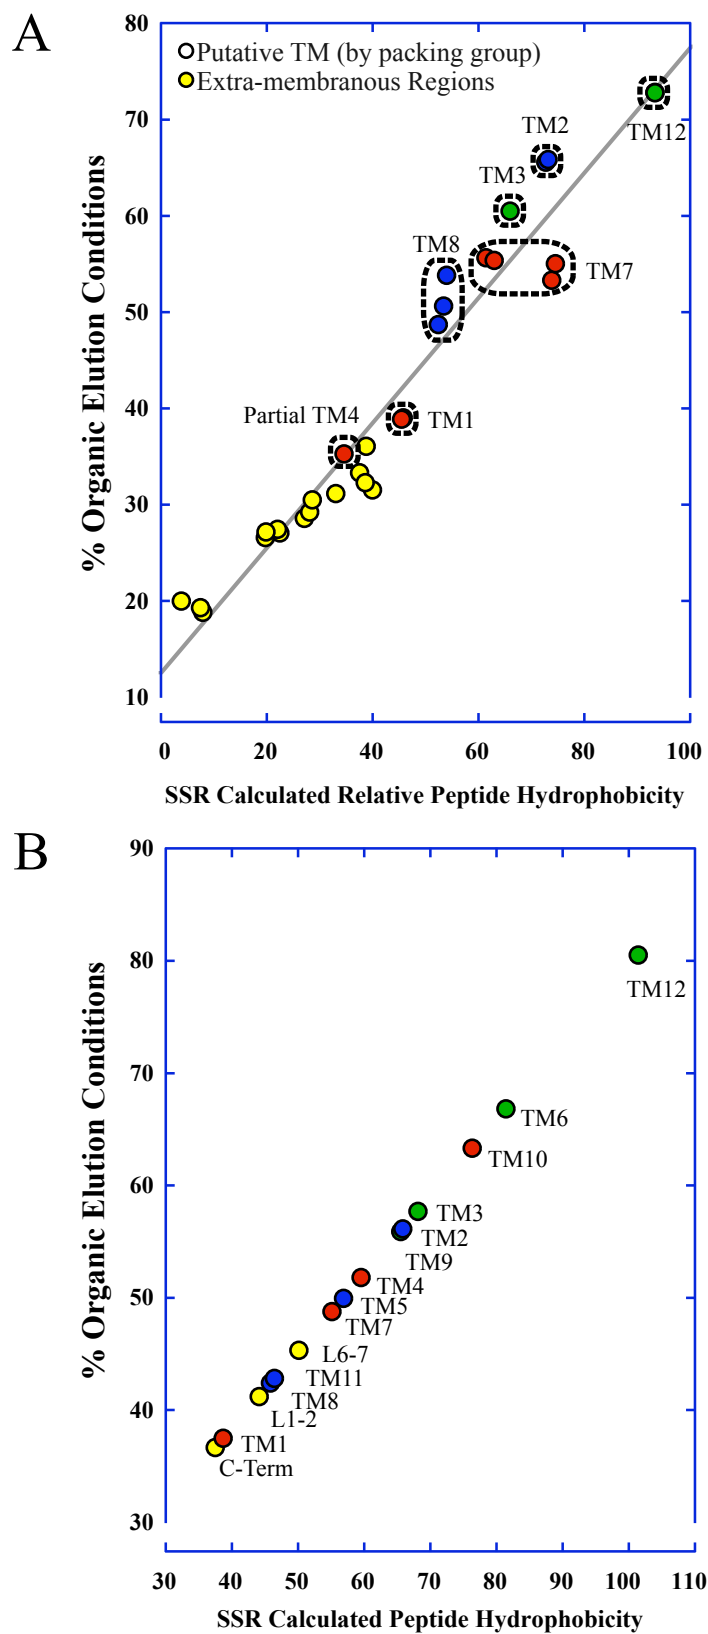 A
80
Putative TM (by packing group)
Extra-membranous Regions
70
TM2
TM12
TM3
60
TM8
TM7
50
40
Partial TM4
TM1
30
20
10
% Organic Elution Conditions
0 20 40 60 80 100
SSR Calculated Relative Peptide Hydrophobicity
B
90
80
TM12
70
TM6
TM10
60
TM3
TM2
TM9
TM4
50
TM5
TM7
L6-7
TM11
TM8
40
L1-2
TM1
C-Term
30
% Organic Elution Conditions
30 40 50 60 70 80 90 100 110
SSR Calculated Peptide Hydrophobicity